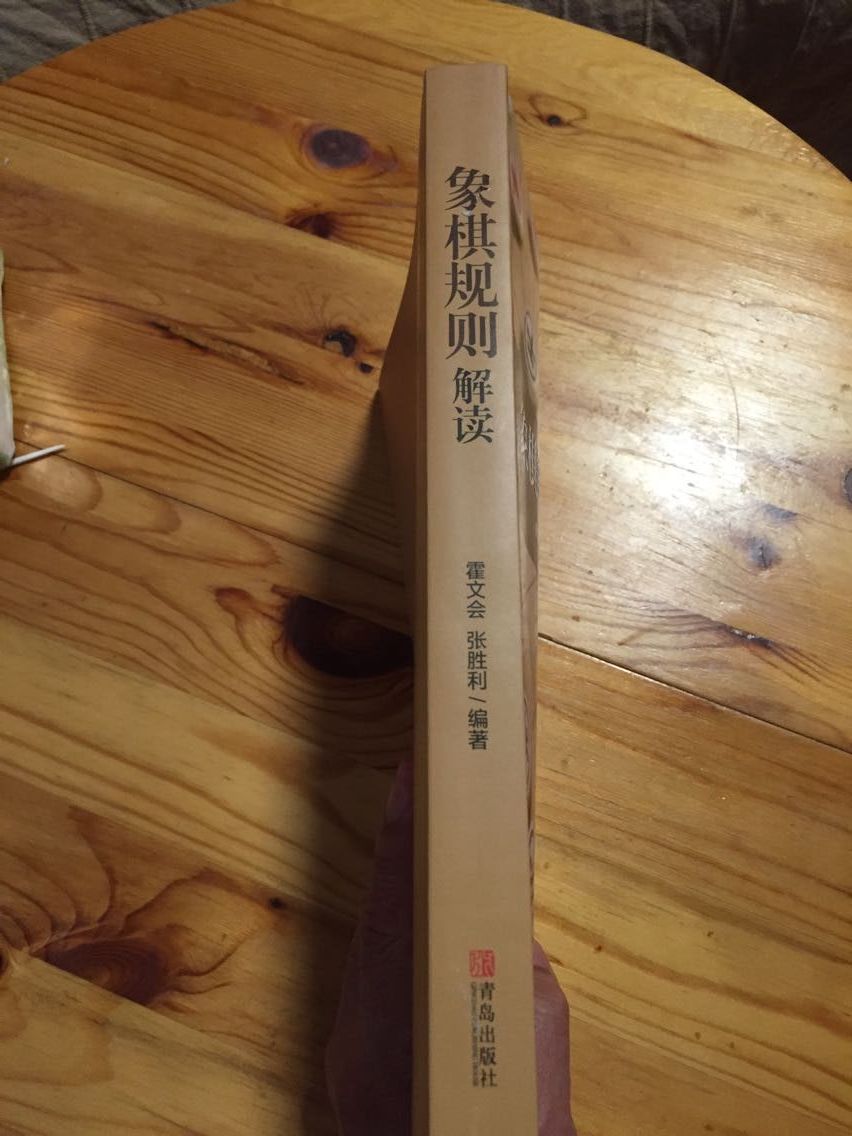 象棋规则 解读
霍文会 张胜利/编著
青岛出版社